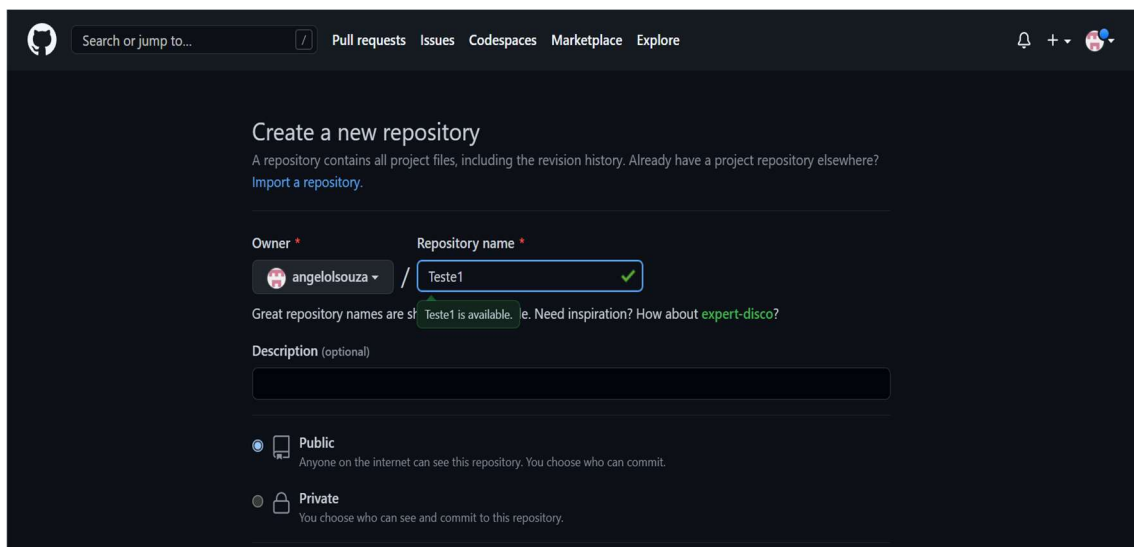 Search or jump to... / Pull requests Issues Codespaces Marketplace Explore
Create a new repository
A repository contains all project files, including the revision history. Already have a project repository elsewhere?
Import a repository.
Owner * Repository name *
angelolsouza / Teste1
Great repository names are sh Teste1 is available. e. Need inspiration? How about expert-disco?
Description (optional)
Public
Anyone on the internet can see this repository. You choose who can commit.
Private
You choose who can see and commit to this repository.